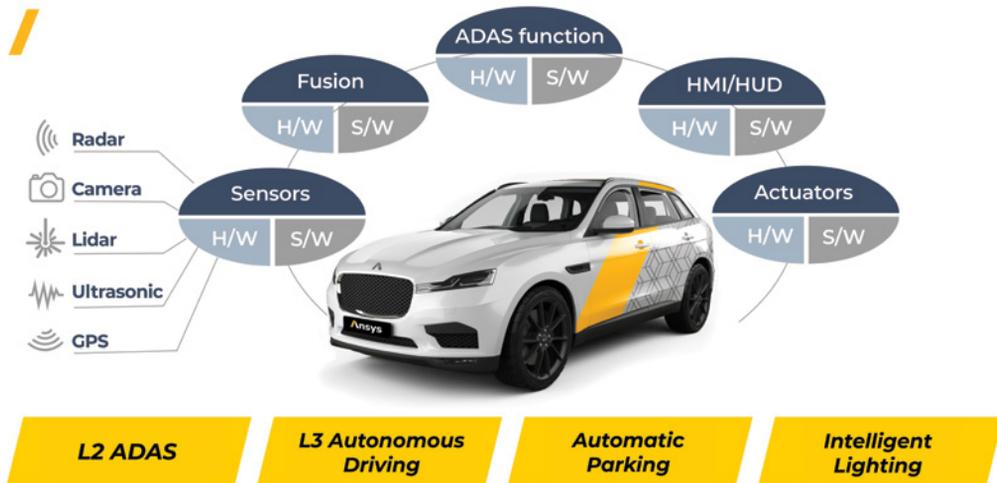 ADAS function
H/W S/W
Fusion
H/W S/W
HMI/HUD
H/W S/W
Radar
Camera
Lidar
Ultrasonic
GPS
Sensors
H/W S/W
Actuators
H/W S/W
Ansys
L2 ADAS
L3 Autonomous
Driving
Automatic
Parking
Intelligent
Lighting